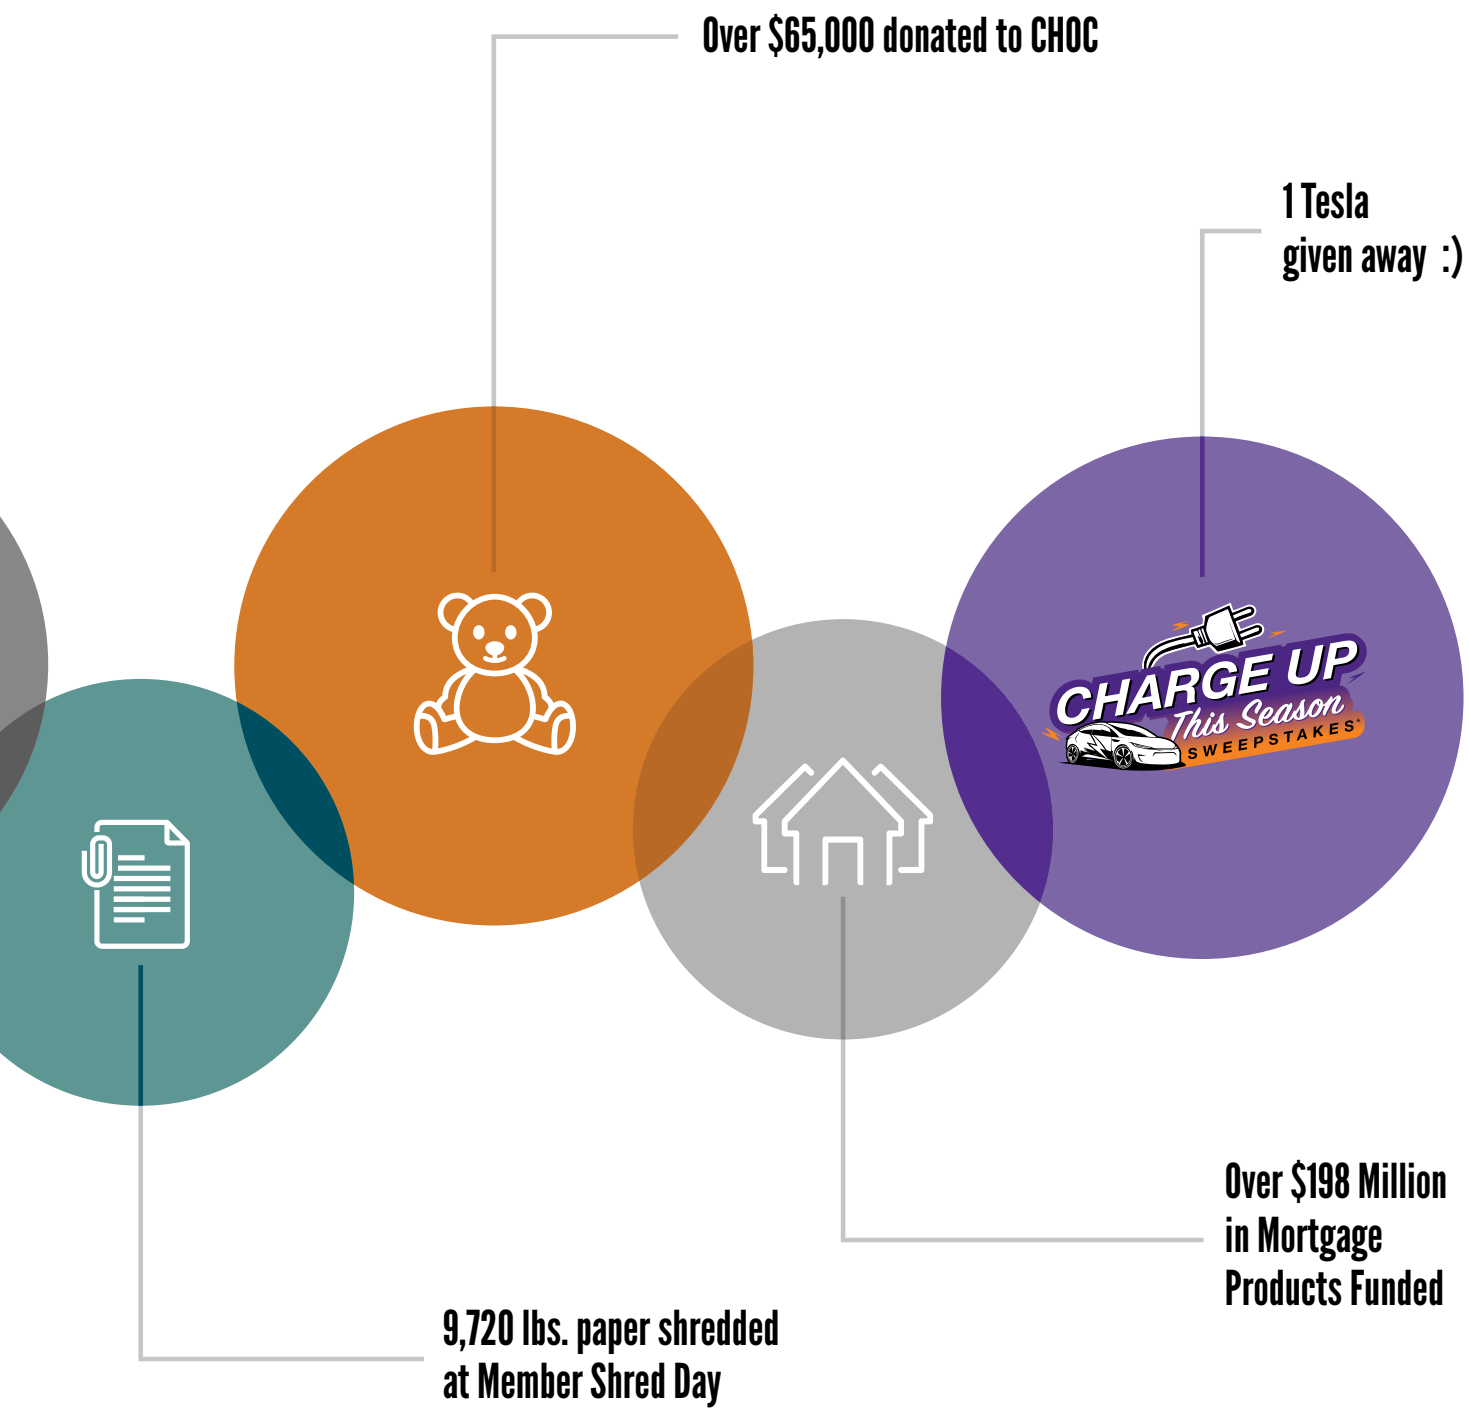 Over $65,000 donated to CHOC
1 Tesla
given away :)
CHARGE UP
This Season
SWEEPSTAKES*
Over $198 Million
in Mortgage
Products Funded
9,720 lbs. paper shredded
at Member Shred Day